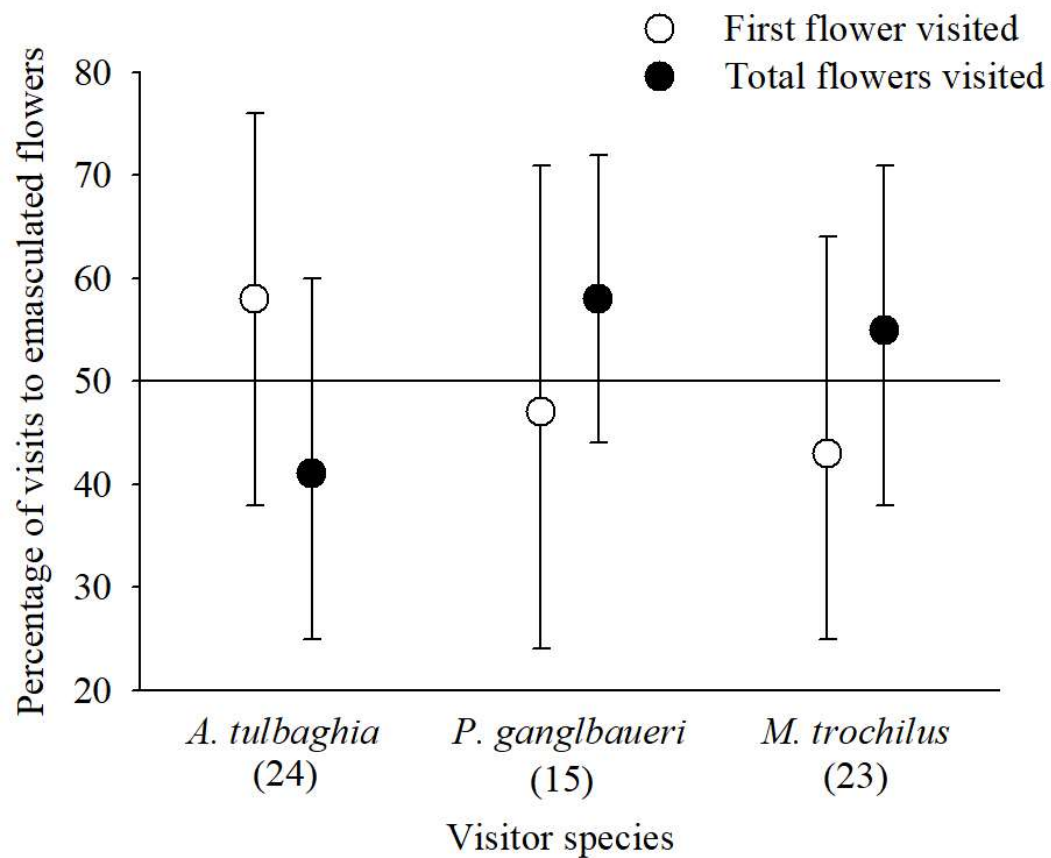 First flower visited
Total flowers visited
Percentage of visits to emasculated flowers
80
70
60
50
40
30
20
A. tulbaghia P. ganglbaueri M. trochilus
(24) (15) (23)
Visitor species